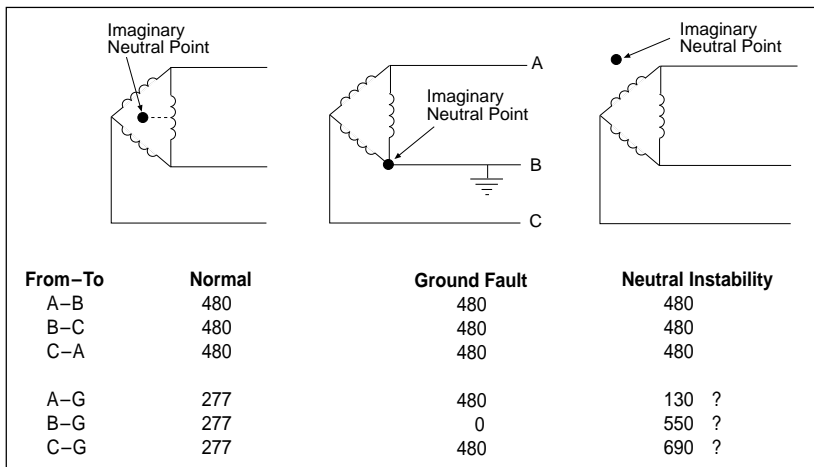 Imaginary
Neutral Point
Imaginary
Neutral Point
A
Imaginary
Neutral Point
B
C
From–To Normal Ground Fault Neutral Instability
A–B 480 480 480
B–C 480 480 480
C–A 480 480 480
A–G 277 480 130 ?
B–G 277 0 550 ?
C–G 277 480 690 ?